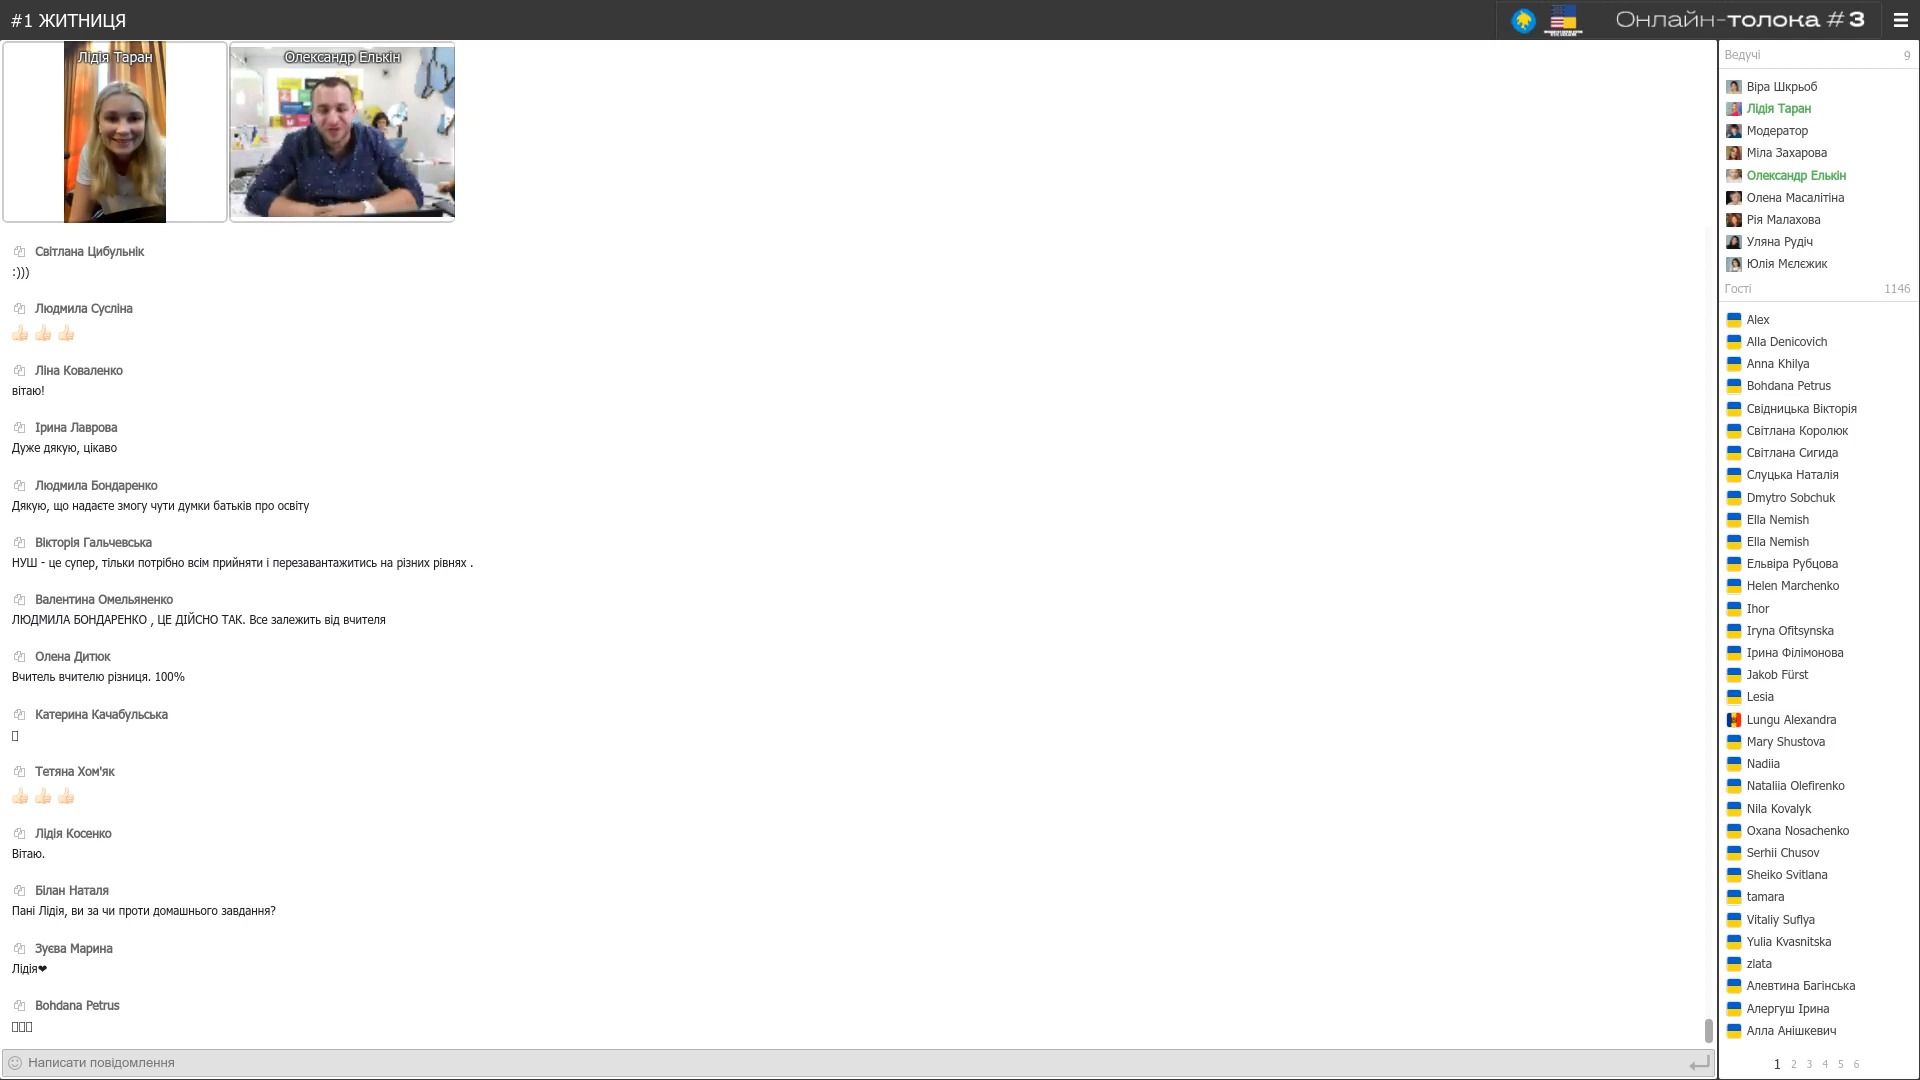 #1 ЖИТНИЦЯ
Онлайн-толока #3
Лідія Таран
Олександр Елькін
Світлана Цибульнік
:)))
Людмила Сусліна
Ліна Коваленко
вітаю!
Ірина Лаврова
Дуже дякую, цікаво
Людмила Бондаренко
Дякую, що надаєте змогу чути думки батьків про освіту
Вікторія Гальчевська
НУШ - це супер, тільки потрібно всім прийняти і перезавантажитись на різних рівнях .
Валентина Омельяненко
ЛЮДМИЛА БОНДАРЕНКО , ЦЕ ДІЙСНО ТАК. Все залежить від вчителя
Олена Дитюк
Вчитель вчителю різниця. 100%
Катерина Качабульська
Тетяна Хом'як
Лідія Косенко
Вітаю.
Білан Наталя
Пані Лідія, ви за чи проти домашнього завдання?
Зуєва Марина
Лідія❤
Bohdana Petrus
Написати повідомлення
Ведучі 9
Віра Шкрьоб
Лідія Таран
Модератор
Міла Захарова
Олександр Елькін
Олена Масалітіна
Рія Малахова
Уляна Рудіч
Юлія Мєлєжик
Гості 1146
Alex
Alla Denicovich
Anna Khilya
Bohdana Petrus
Свідницька Вікторія
Світлана Королюк
Світлана Сигида
Слуцька Наталія
Dmytro Sobchuk
Ella Nemish
Ella Nemish
Ельвіра Рубцова
Helen Marchenko
Ihor
Iryna Ofitsynska
Ірина Філімонова
Jakob Fürst
Lesia
Lungu Alexandra
Mary Shustova
Nadiia
Nataliia Olefirenko
Nila Kovalyk
Oxana Nosachenko
Serhii Chusov
Sheiko Svitlana
tamara
Vitaliy Suflya
Yulia Kvasnitska
zlata
Алевтина Багінська
Алергуш Ірина
Алла Анішкевич
1 2 3 4 5 6